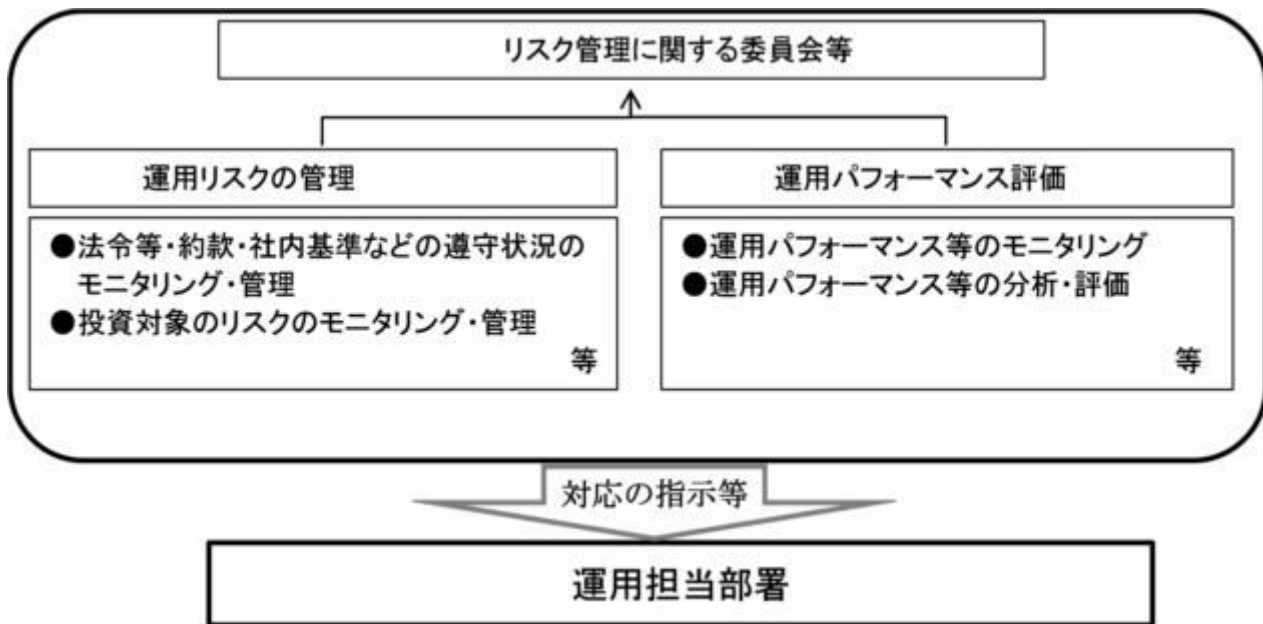 リスク管理に関する委員会等
運用リスクの管理
●法令等・約款・社内基準などの遵守状況の
モニタリング・管理
●投資対象のリスクのモニタリング・管理
等
運用パフォーマンス評価
●運用パフォーマンス等のモニタリング
●運用パフォーマンス等の分析・評価
等
対応の指示等
運用担当部署